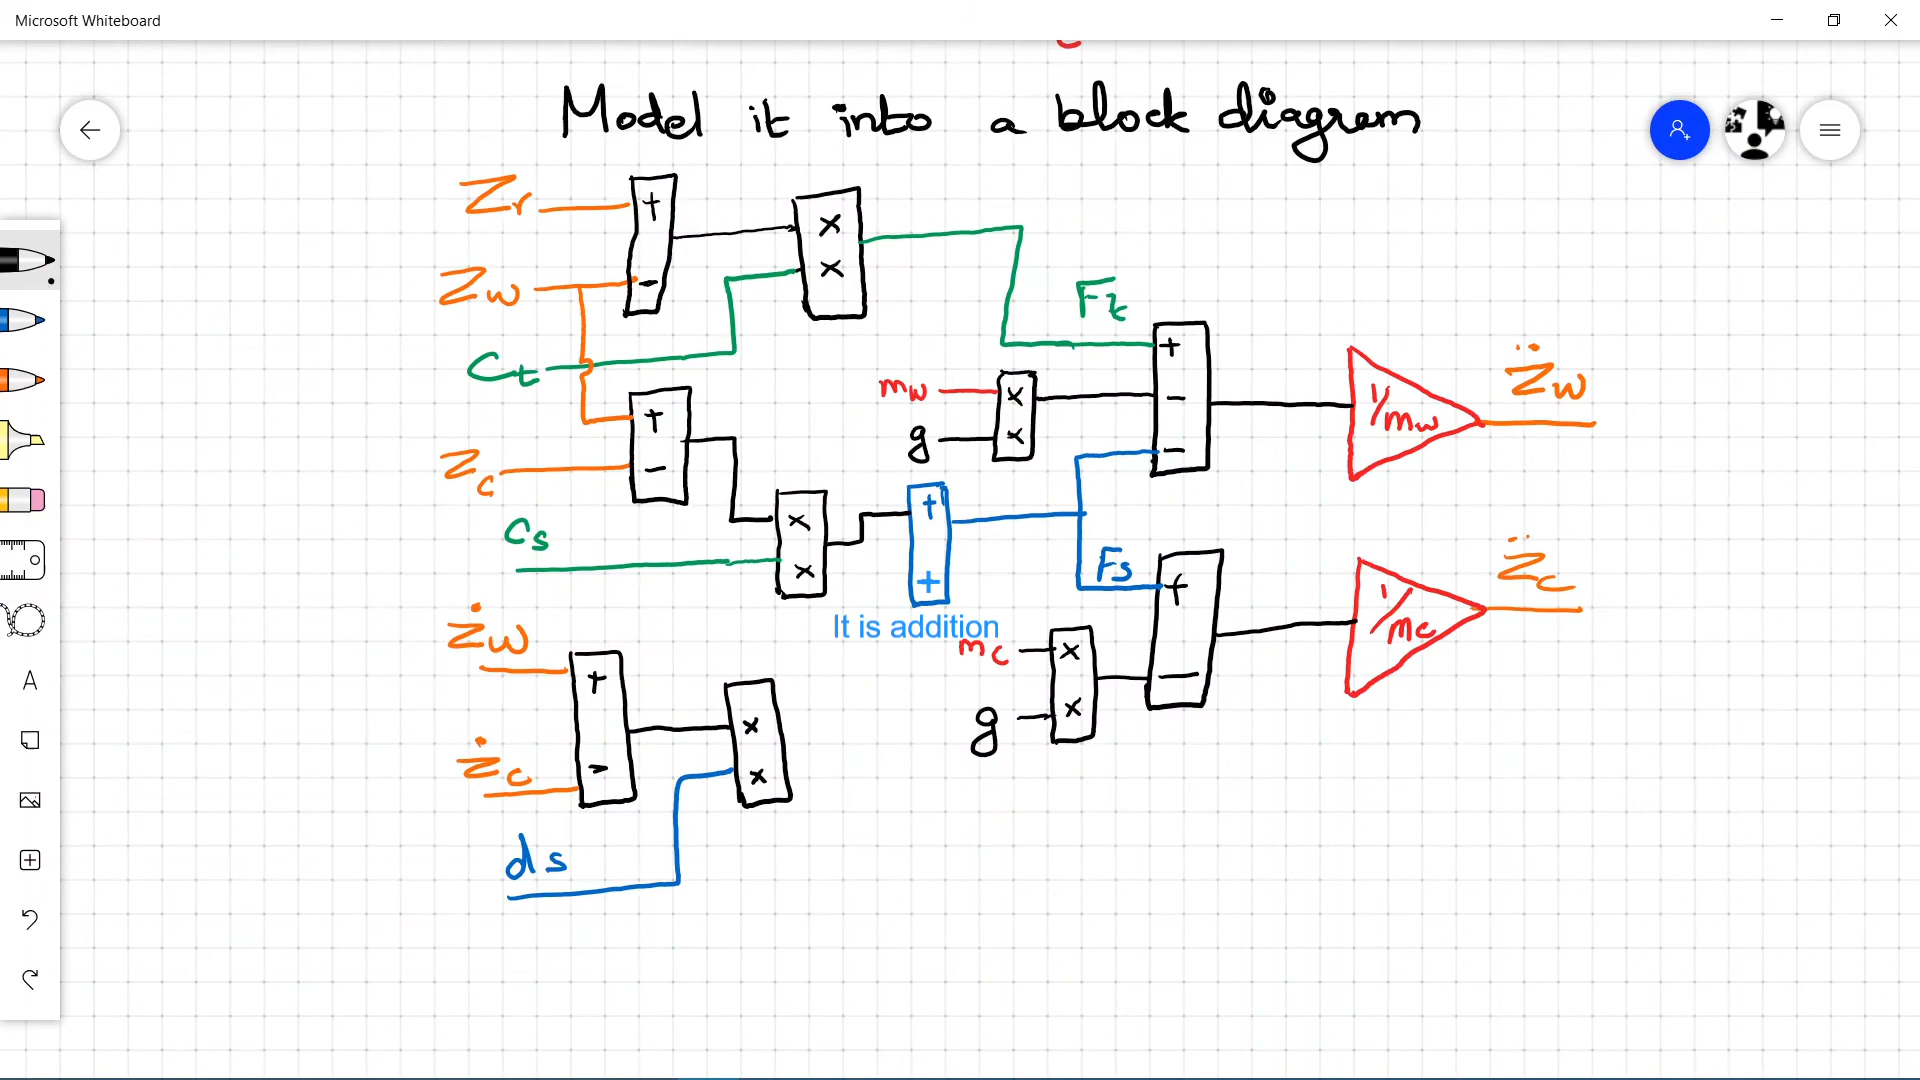 Microsoft Whiteboard
Model it into a block diagram
Zr
+
-
x
x
Zw
Ft
Ct
+
-
-
mw
x
x
g
1/mw
Z̈w
+
-
Zc
Cs
x
x
+
+
It is addition
Fs
+
-
1/mc
Z̈c
mc
x
x
g
Żw
+
-
x
x
Żc
ds
A